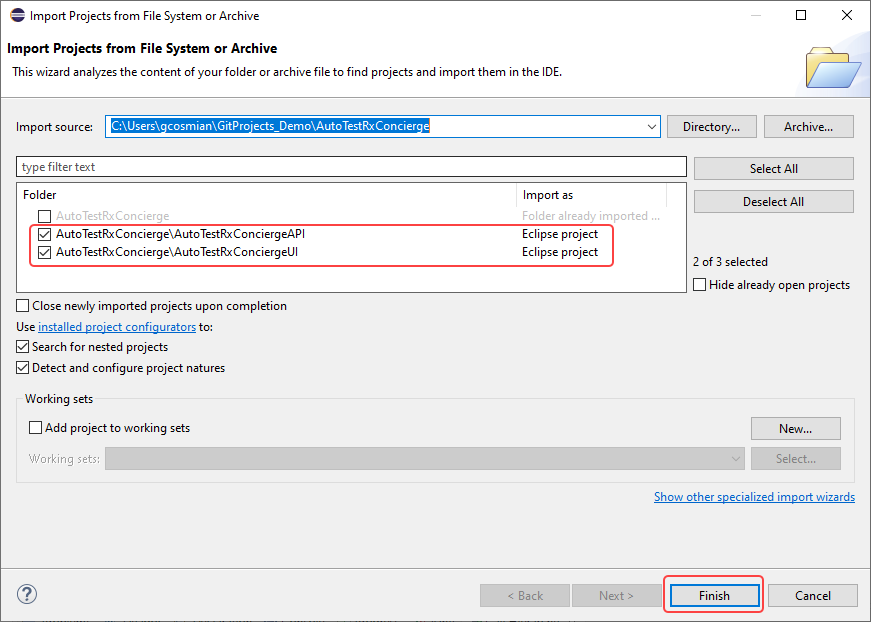 Import Projects from File System or Archive
Import Projects from File System or Archive
This wizard analyzes the content of your folder or archive file to find projects and import them in the IDE.
Import source: C:\Users\gcosmian\GitProjects_Demo\AutoTestRxConcierge Directory... Archive...
type filter text Select All
Folder Import as
Deselect All
AutoTestRxConcierge Folder already imported ...
AutoTestRxConcierge\AutoTestRxConciergeAPI Eclipse project
AutoTestRxConcierge\AutoTestRxConciergeUI Eclipse project
2 of 3 selected
Hide already open projects
Close newly imported projects upon completion
Use installed project configurators to:
Search for nested projects
Detect and configure project natures
Working sets
Add project to working sets New...
Working sets: Select...
Show other specialized import wizards
? < Back Next > Finish Cancel